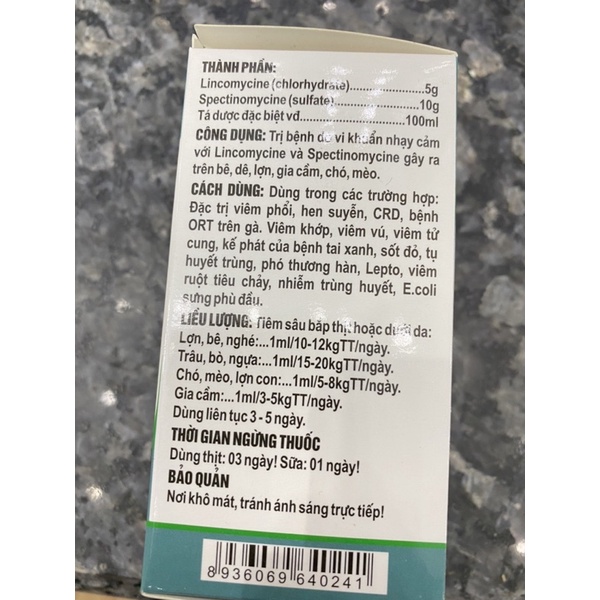 THÀNH PHẦN:
Lincomycine (chlorhydrate)....................5g
Spectinomycine (sulfate)......................10g
Tá dược đặc biệt vđ...........................100ml
CÔNG DỤNG: Trị bệnh do vi khuẩn nhạy cảm
với Lincomycine và Spectinomycine gây ra
trên bê, dê, lợn, gia cầm, chó, mèo.
CÁCH DÙNG: Dùng trong các trường hợp:
Đặc trị viêm phổi, hen suyễn, CRD, bệnh
ORT trên gà. Viêm khớp, viêm vú, viêm tử
cung, kế phát của bệnh tai xanh, sốt đỏ, tụ
huyết trùng, phó thương hàn, Lepto, viêm
ruột tiêu chảy, nhiễm trùng huyết, E.coli
sưng phù đầu.
LIỀU LƯỢNG: Tiêm sâu bắp thịt hoặc dưới da:
Lợn, bê, nghé:...1ml/10-12kgTT/ngày.
Trâu, bò, ngựa:...1ml/15-20kgTT/ngày.
Chó, mèo, lợn con:...1ml/5-8kgTT/ngày.
Gia cầm:...1ml/3-5kgTT/ngày.
Dùng liên tục 3 - 5 ngày.
THỜI GIAN NGỪNG THUỐC
Dùng thịt: 03 ngày! Sữa: 01 ngày!
BẢO QUẢN
Nơi khô mát, tránh ánh sáng trực tiếp!
8 936069 640241